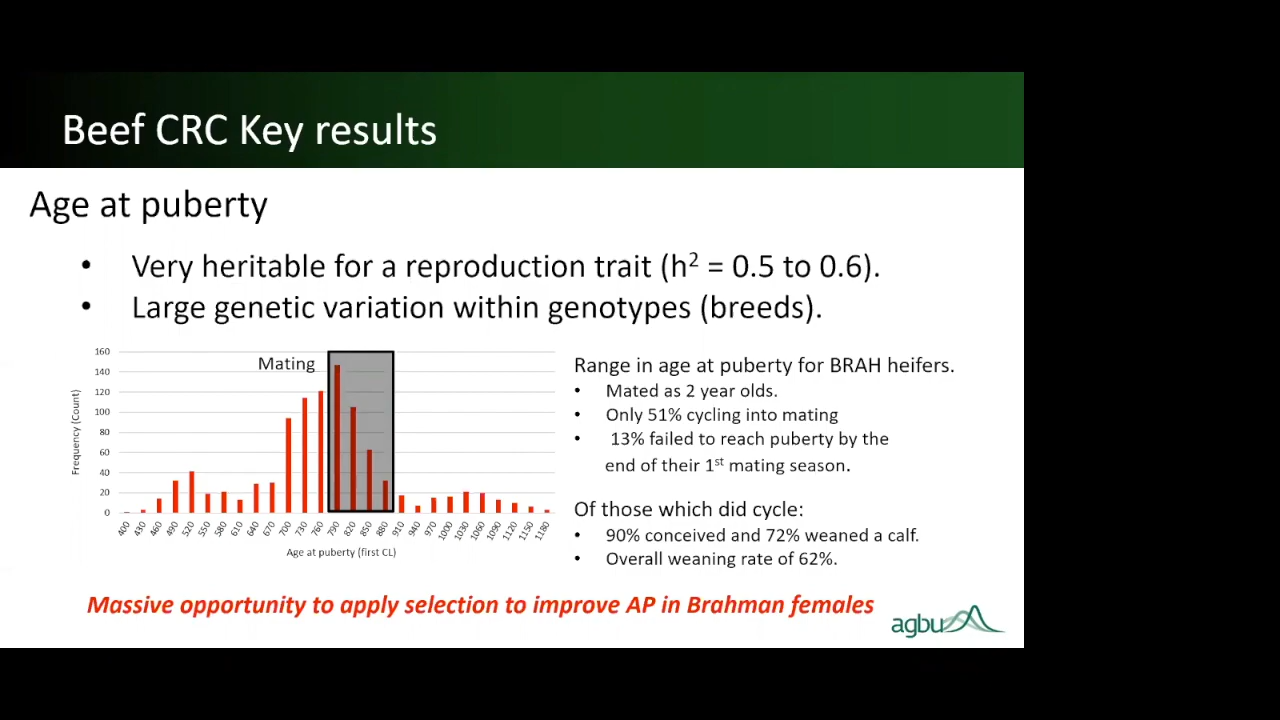 Beef CRC Key results
Age at puberty
• Very heritable for a reproduction trait (h² = 0.5 to 0.6).
• Large genetic variation within genotypes (breeds).
160
140
120
100
80
60
40
20
0
Frequency (Count)
Mating
400 430 460 490 520 550 580 610 640 670 700 730 760 790 820 850 880 910 940 970 1000 1030 1060 1090 1120 1150 1180
Age at puberty (first CL)
Range in age at puberty for BRAH heifers.
• Mated as 2 year olds.
• Only 51% cycling into mating
• 13% failed to reach puberty by the
end of their 1st mating season.
Of those which did cycle:
• 90% conceived and 72% weaned a calf.
• Overall weaning rate of 62%.
Massive opportunity to apply selection to improve AP in Brahman females
agbu